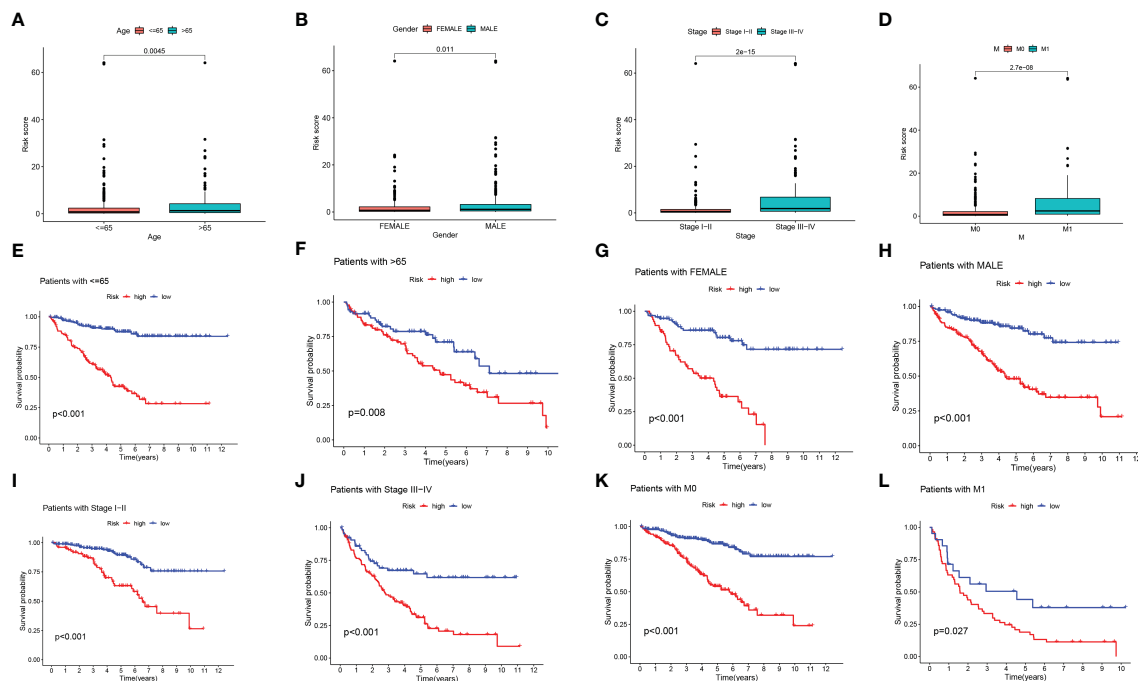 A
Age <=65 >65
0.0045
60
40
20
0
Risk score
<=65 >65
Age
B
Gender FEMALE MALE
0.011
60
40
20
0
Risk score
FEMALE MALE
Gender
C
Stage Stage I−II Stage III−IV
2e−15
60
40
20
0
Risk score
Stage I−II Stage III−IV
Stage
D
M M0 M1
2.7e−08
60
40
20
0
Risk score
M0 M1
M
E
Patients with <=65
Risk high low
1.00
0.75
0.50
0.25
0.00
Survival probability
p<0.001
0 1 2 3 4 5 6 7 8 9 10 11 12
Time(years)
F
Patients with >65
Risk high low
1.00
0.75
0.50
0.25
0.00
Survival probability
p=0.008
0 1 2 3 4 5 6 7 8 9 10
Time(years)
G
Patients with FEMALE
Risk high low
1.00
0.75
0.50
0.25
0.00
Survival probability
p<0.001
0 1 2 3 4 5 6 7 8 9 10 11 12
Time(years)
H
Patients with MALE
Risk high low
1.00
0.75
0.50
0.25
0.00
Survival probability
p<0.001
0 1 2 3 4 5 6 7 8 9 10 11 12
Time(years)
I
Patients with Stage I−II
Risk high low
1.00
0.75
0.50
0.25
0.00
Survival probability
p<0.001
0 1 2 3 4 5 6 7 8 9 10 11 12
Time(years)
J
Patients with Stage III−IV
Risk high low
1.00
0.75
0.50
0.25
0.00
Survival probability
p<0.001
0 1 2 3 4 5 6 7 8 9 10 11 12
Time(years)
K
Patients with M0
Risk high low
1.00
0.75
0.50
0.25
0.00
Survival probability
p<0.001
0 1 2 3 4 5 6 7 8 9 10 11 12
Time(years)
L
Patients with M1
Risk high low
1.00
0.75
0.50
0.25
0.00
Survival probability
p=0.027
0 1 2 3 4 5 6 7 8 9 10
Time(years)